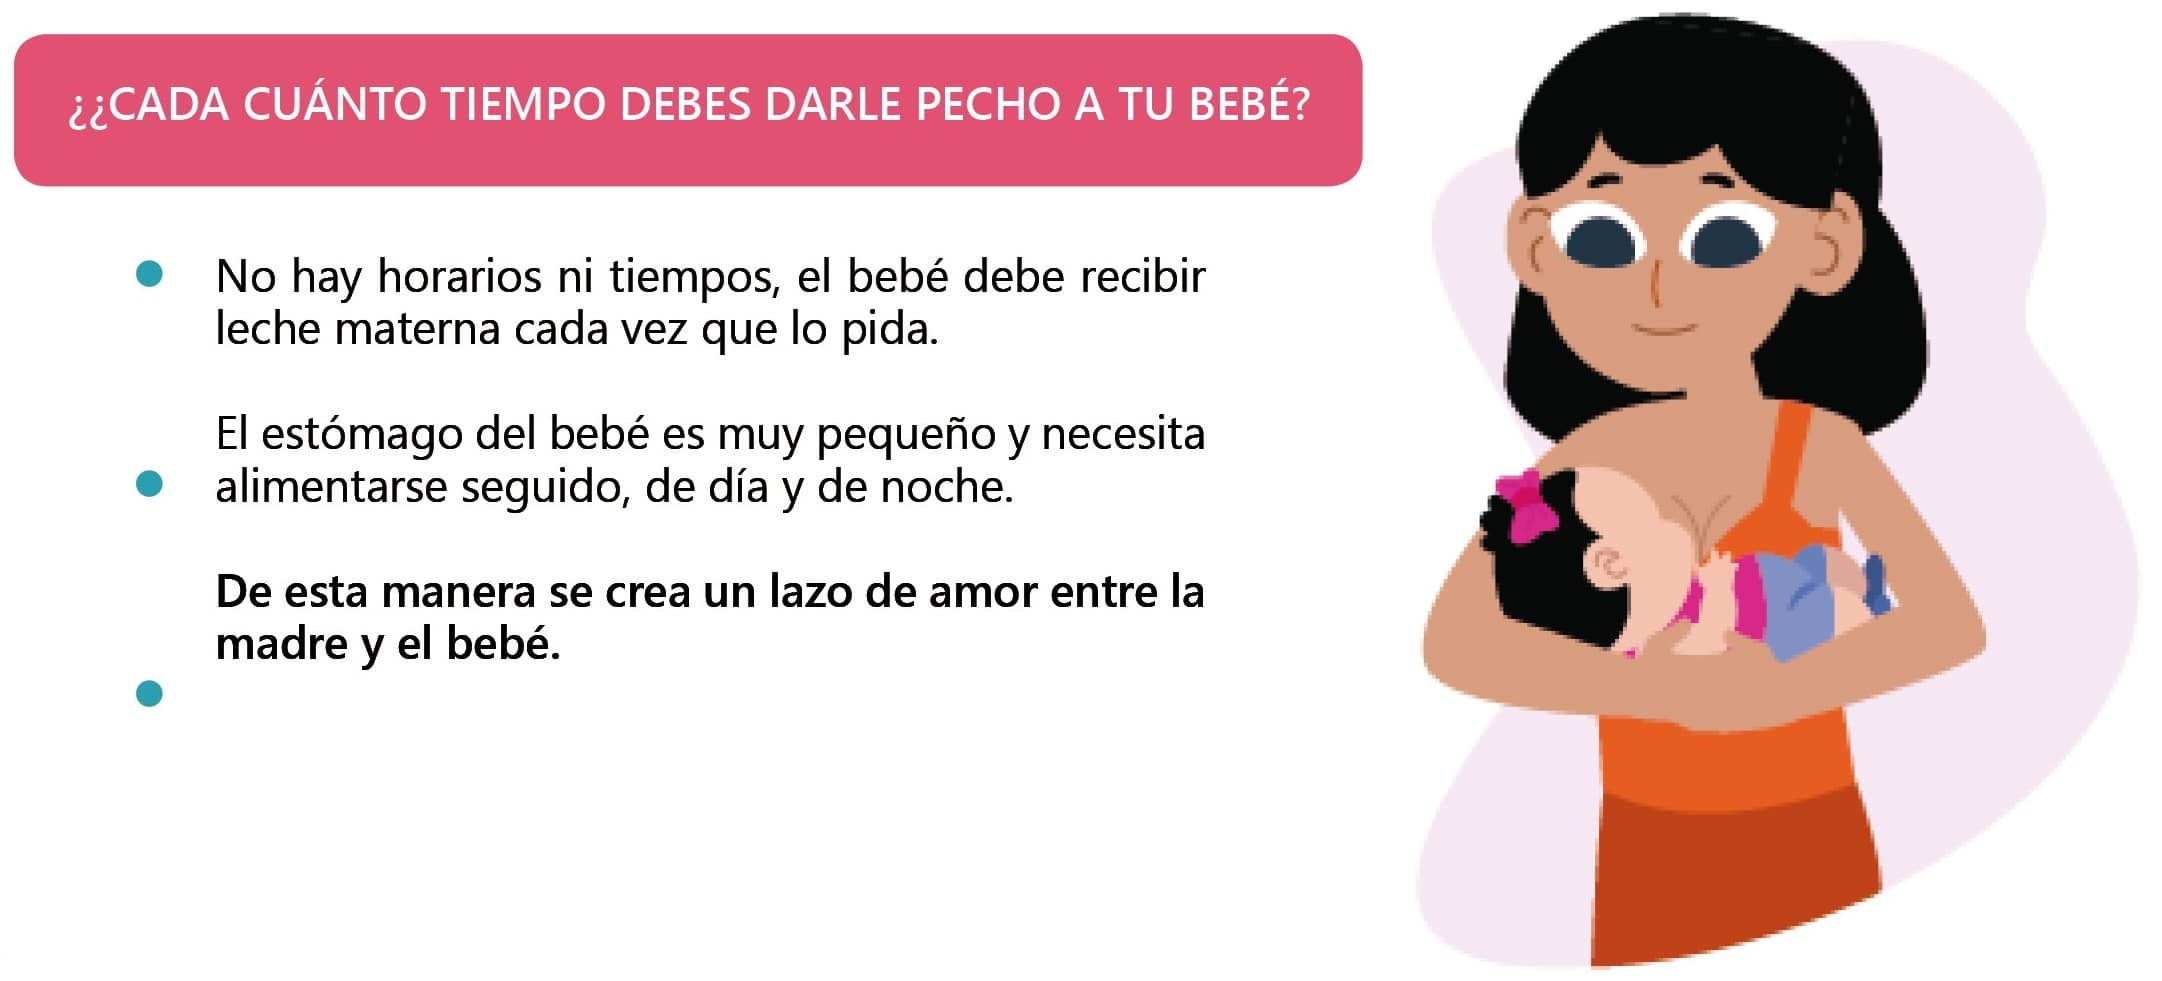 ¿¿CADA CUÁNTO TIEMPO DEBES DARLE PECHO A TU BEBÉ?
No hay horarios ni tiempos, el bebé debe recibir
leche materna cada vez que lo pida.
El estómago del bebé es muy pequeño y necesita
alimentarse seguido, de día y de noche.
De esta manera se crea un lazo de amor entre la
madre y el bebé.